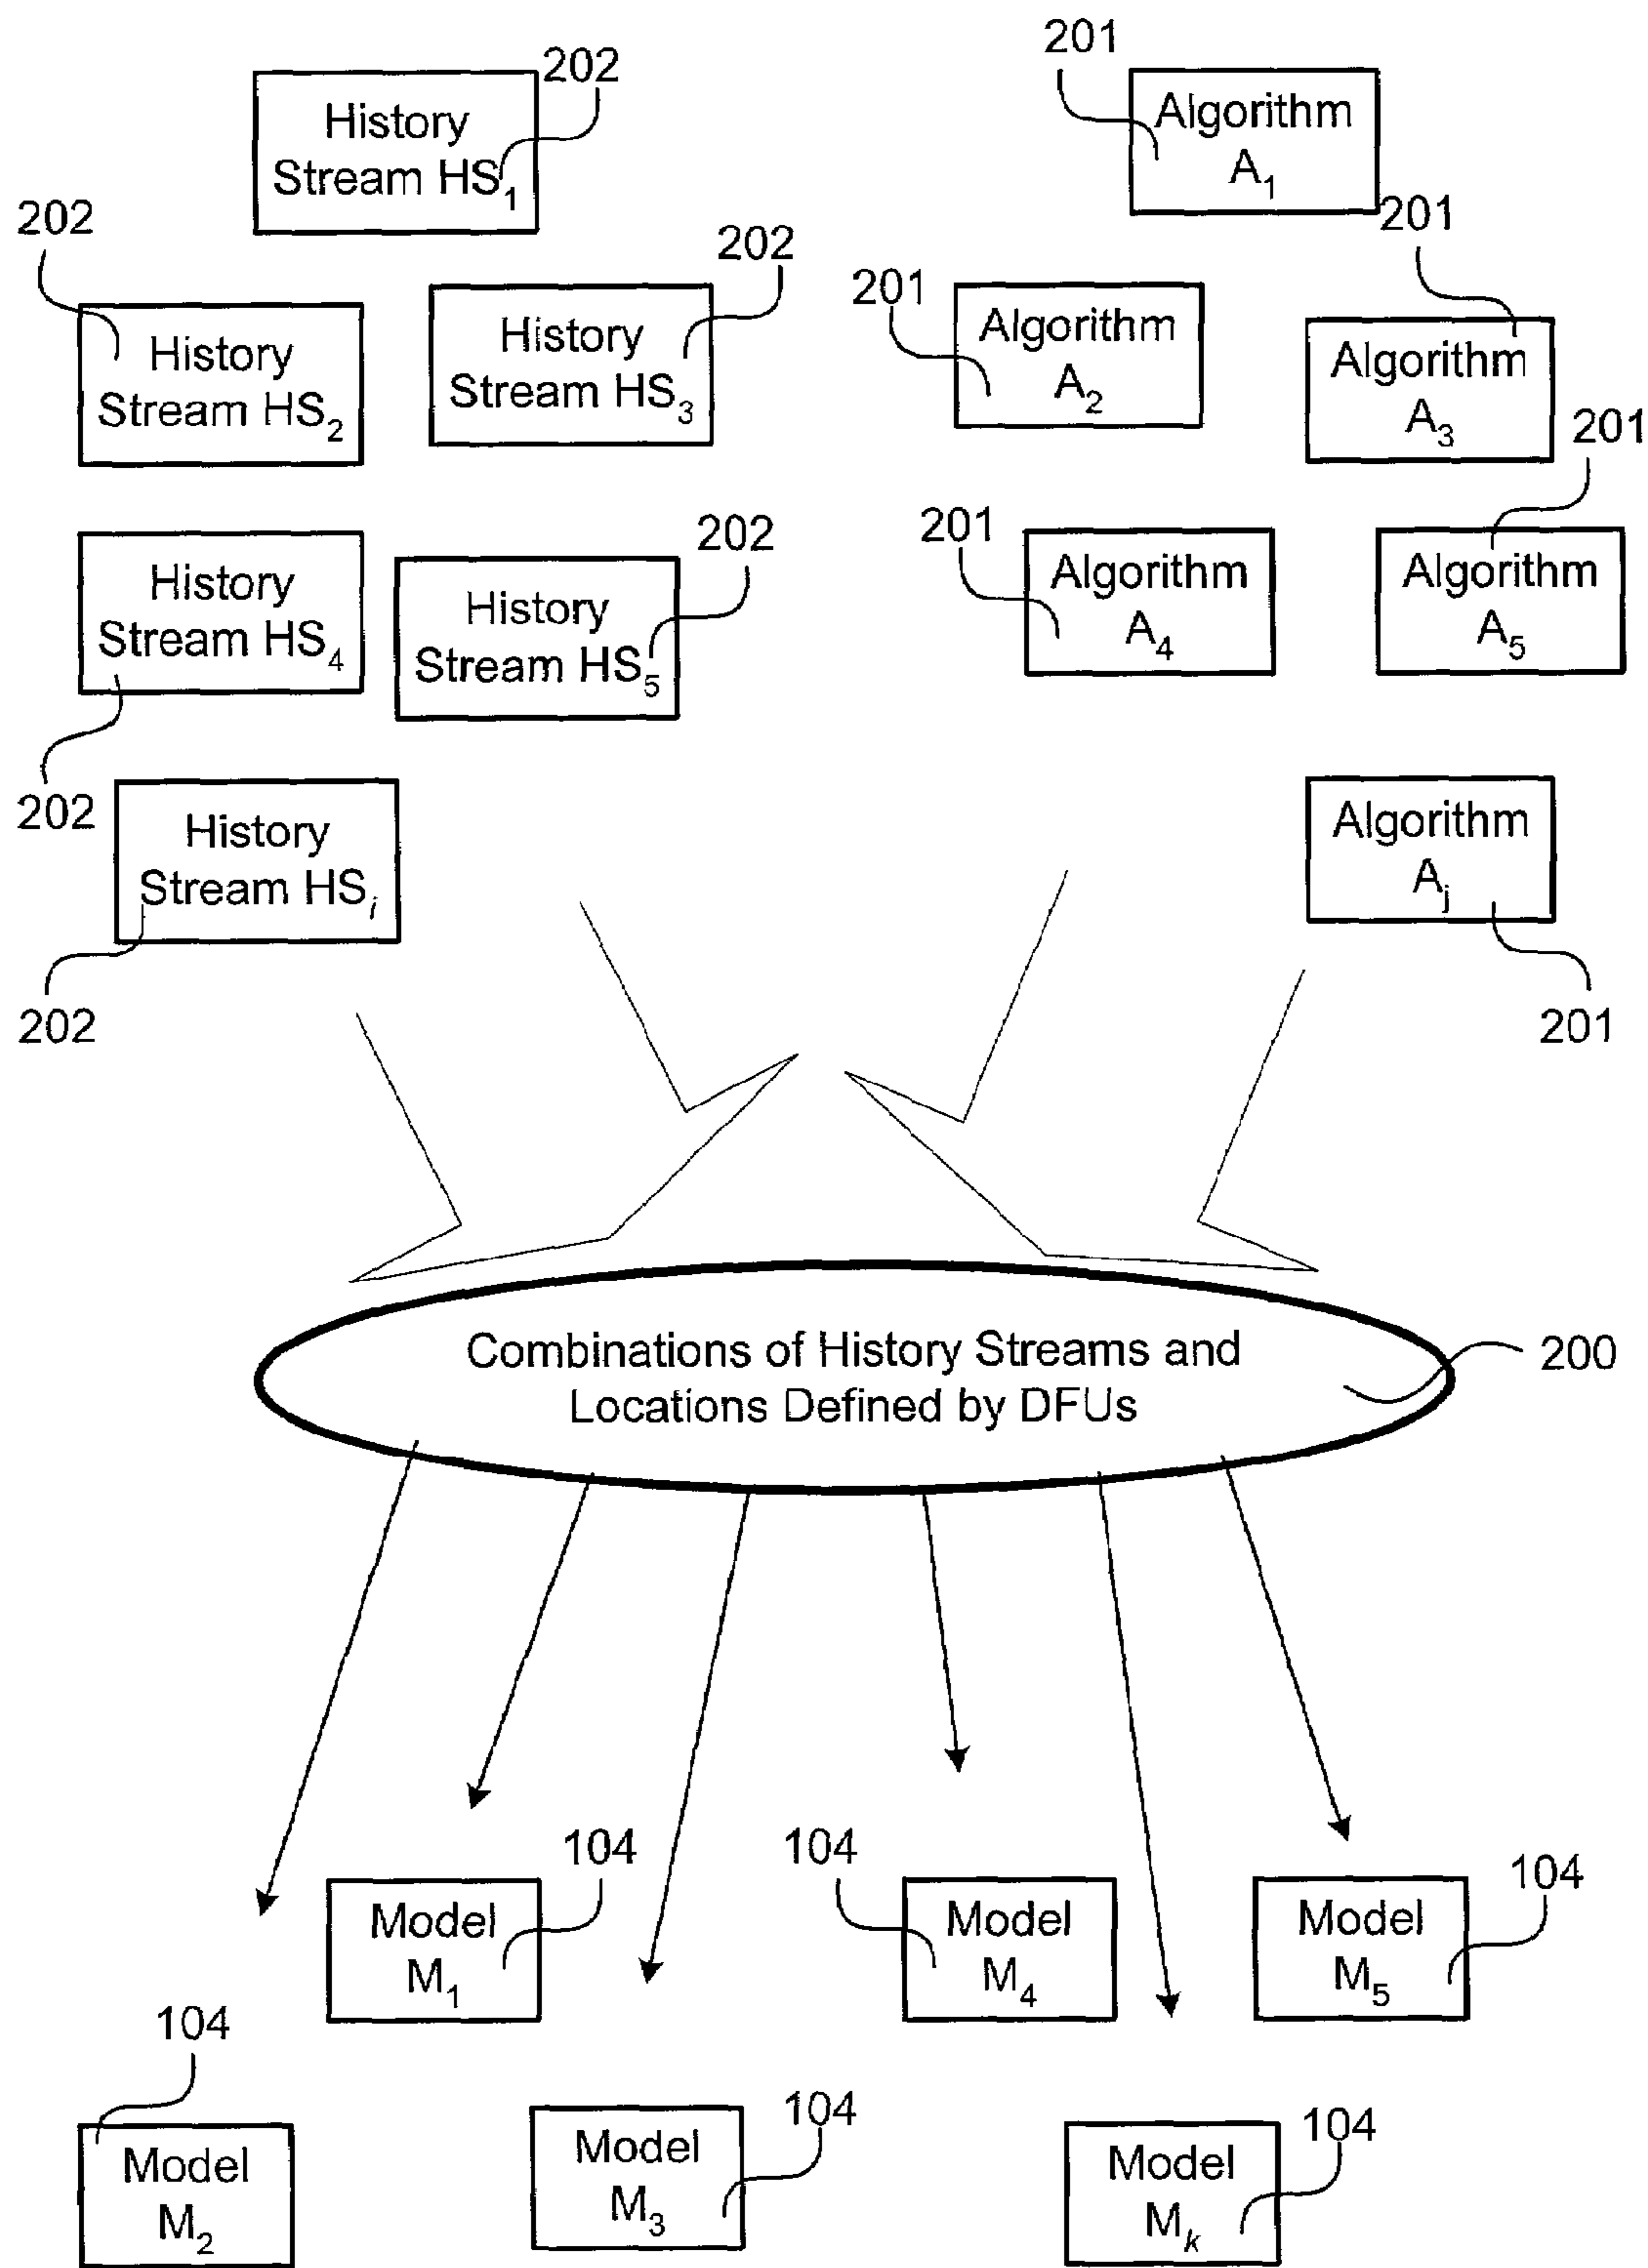 202
History
Stream HS₁
201
Algorithm
A₁
202
History
Stream HS₂
202
History
Stream HS₃
201
Algorithm
A₂
201
Algorithm
A₃
202
History
Stream HS₄
202
History
Stream HS₅
201
Algorithm
A₄
201
Algorithm
A₅
History
Stream HSᵢ
202
Algorithm
Aⱼ
201
Combinations of History Streams and
Locations Defined by DFUs
200
104
Model
M₁
104
Model
M₄
104
Model
M₅
104
Model
M₂
104
Model
M₃
104
Model
Mₖ